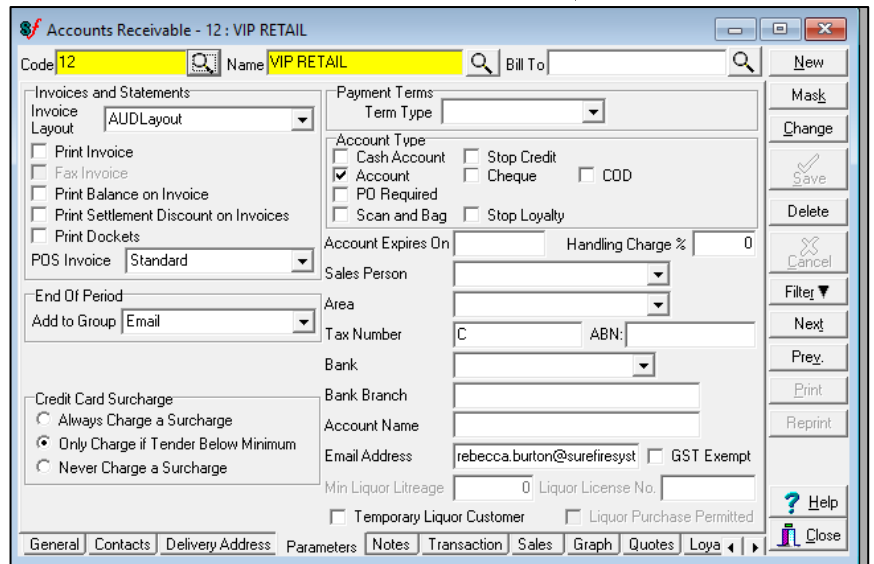 Accounts Receivable - 12 : VIP RETAIL
Code 12 Name VIP RETAIL Bill To
New
Mask
Change
Save
Delete
Cancel
Filter ▼
Next
Prev.
Print
Reprint
Help
Close
Invoices and Statements
Invoice Layout AUDLayout
Print Invoice
Fax Invoice
Print Balance on Invoice
Print Settlement Discount on Invoices
Print Dockets
POS Invoice Standard
End Of Period
Add to Group Email
Credit Card Surcharge
Always Charge a Surcharge
Only Charge if Tender Below Minimum
Never Charge a Surcharge
Payment Terms
Term Type
Account Type
Cash Account Stop Credit
Account Cheque COD
PO Required
Scan and Bag Stop Loyalty
Account Expires On Handling Charge % 0
Sales Person
Area
Tax Number C ABN:
Bank
Bank Branch
Account Name
Email Address rebecca.burton@surefiresyst GST Exempt
Min Liquor Litreage 0 Liquor License No.
Temporary Liquor Customer Liquor Purchase Permitted
General Contacts Delivery Address Parameters Notes Transaction Sales Graph Quotes Loya